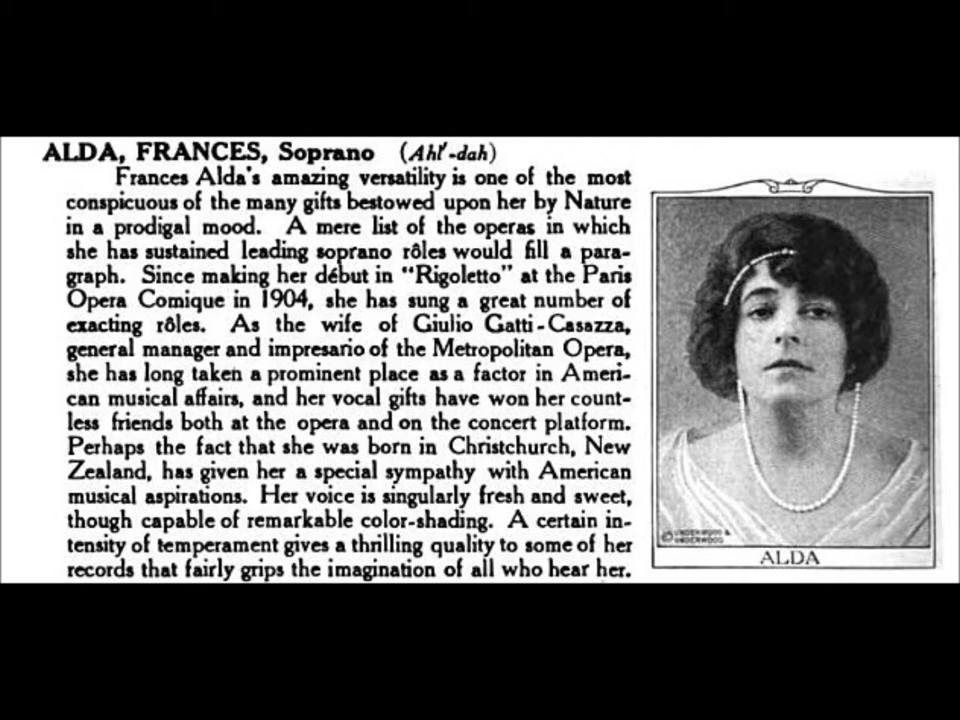 ALDA, FRANCES, Soprano (Ahl'-dah)
Frances Alda's amazing versatility is one of the most
conspicuous of the many gifts bestowed upon her by Nature
in a prodigal mood. A mere list of the operas in which
she has sustained leading soprano rôles would fill a para-
graph. Since making her début in "Rigoletto" at the Paris
Opera Comique in 1904, she has sung a great number of
exacting rôles. As the wife of Giulio Gatti-Casazza,
general manager and impresario of the Metropolitan Opera,
she has long taken a prominent place as a factor in Ameri-
can musical affairs, and her vocal gifts have won her count-
less friends both at the opera and on the concert platform.
Perhaps the fact that she was born in Christchurch, New
Zealand, has given her a special sympathy with American
musical aspirations. Her voice is singularly fresh and sweet,
though capable of remarkable color-shading. A certain in-
tensity of temperament gives a thrilling quality to some of her
records that fairly grips the imagination of all who hear her.
© UNDERWOOD &
UNDERWOOD
ALDA